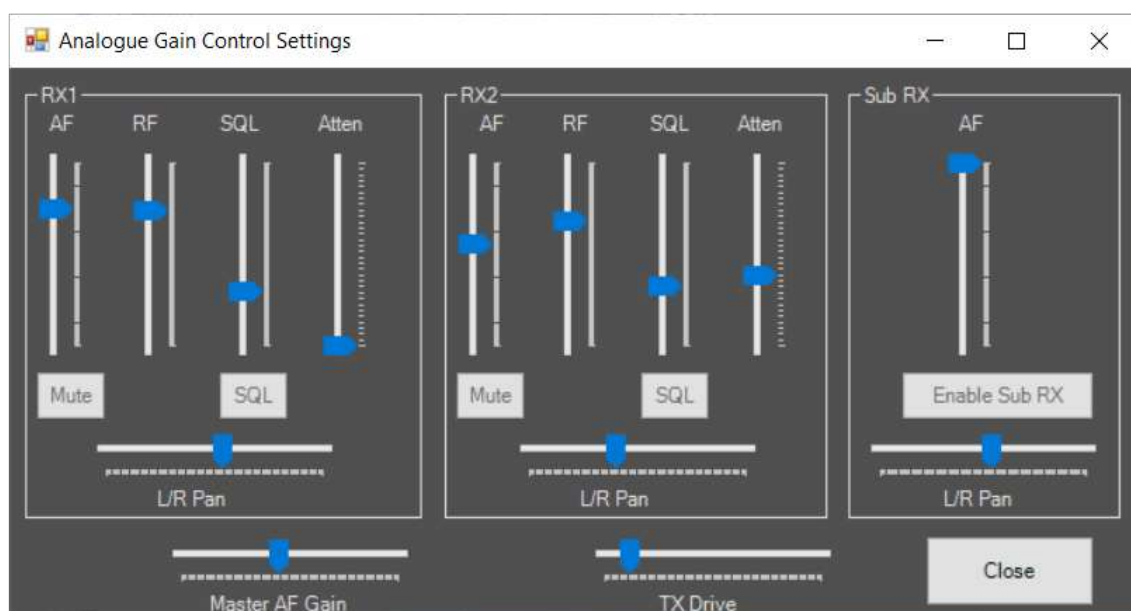 Analogue Gain Control Settings
RX1
AF RF SQL Atten
Mute SQL
L/R Pan
RX2
AF RF SQL Atten
Mute SQL
L/R Pan
Sub RX
AF
Enable Sub RX
L/R Pan
Master AF Gain
TX Drive
Close